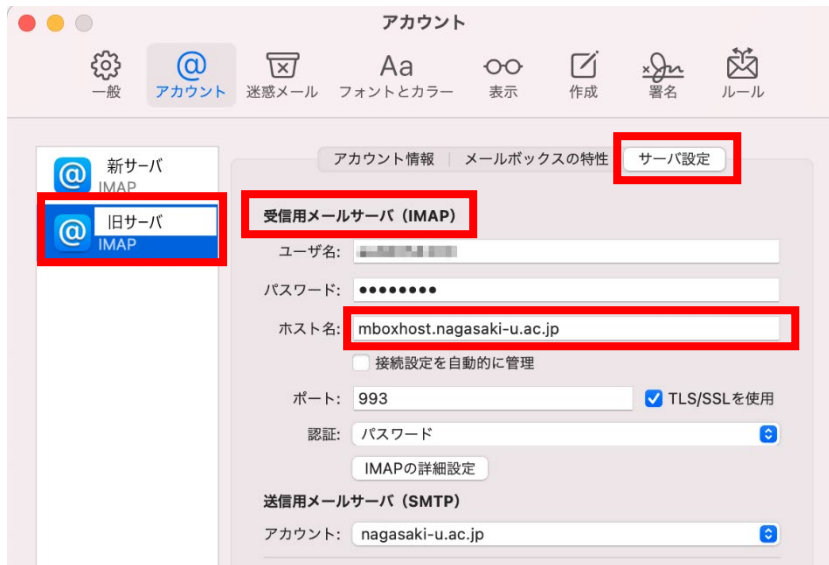 アカウント
一般 アカウント 迷惑メール フォントとカラー 表示 作成 署名 ルール
新サーバ
IMAP
旧サーバ
IMAP
アカウント情報 メールボックスの特性 サーバ設定
受信用メールサーバ（IMAP）
ユーザ名:
パスワード: ••••••••
ホスト名: mboxhost.nagasaki-u.ac.jp
接続設定を自動的に管理
ポート: 993 TLS/SSLを使用
認証: パスワード
IMAPの詳細設定
送信用メールサーバ（SMTP）
アカウント: nagasaki-u.ac.jp